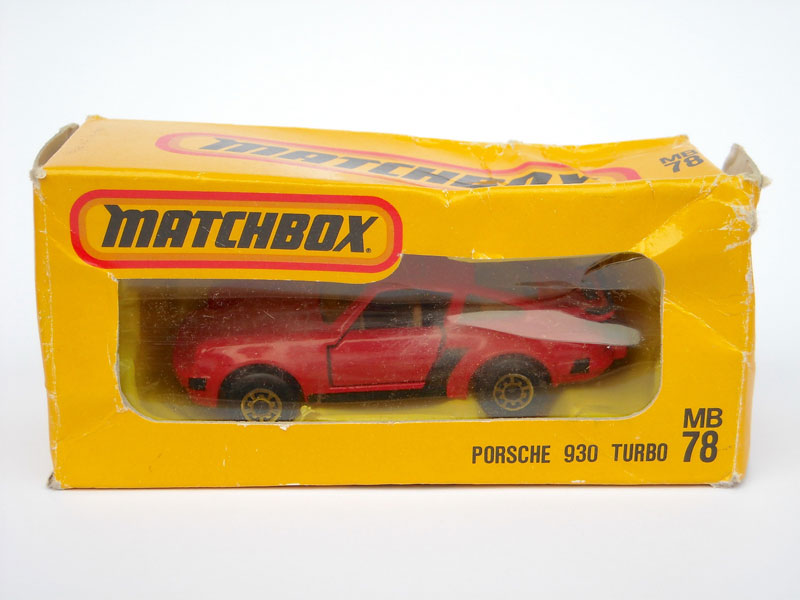 MATCHBOX
MB
78
MATCHBOX.
PORSCHE 930 TURBO
MB
78